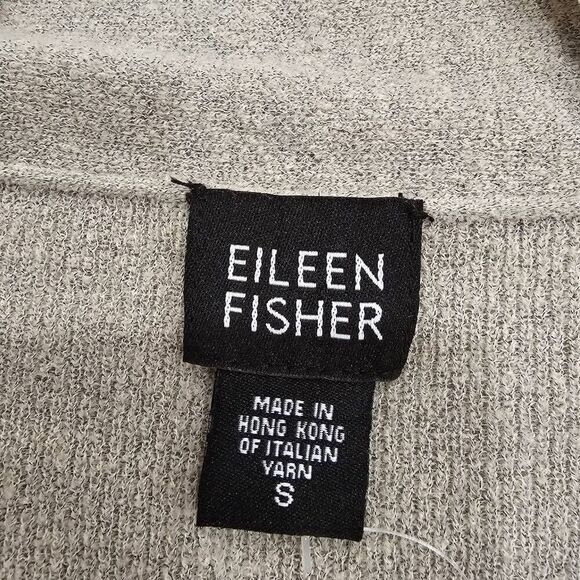 EILEEN
FISHER
MADE IN
HONG KONG
OF ITALIAN
YARN
S